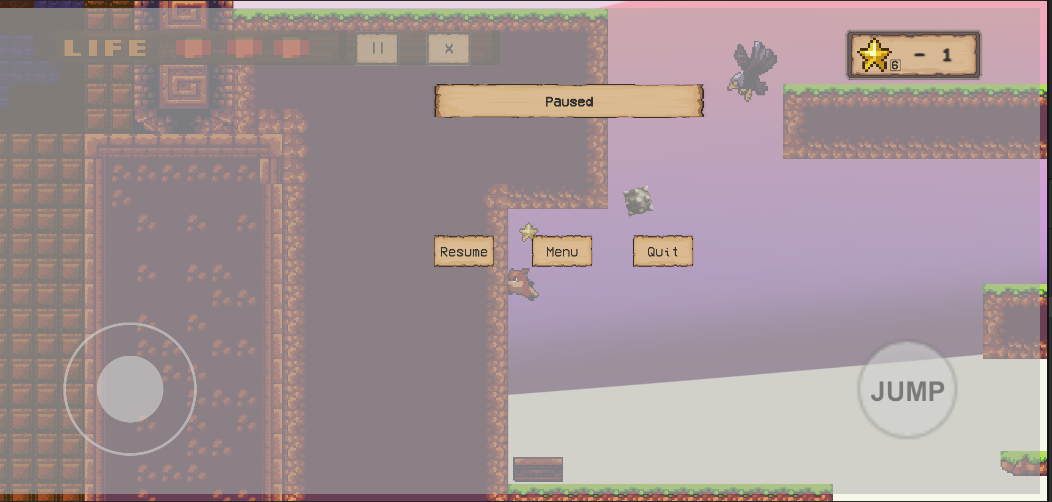 LIFE
II
x
6
- 1
Paused
Resume
Menu
Quit
JUMP